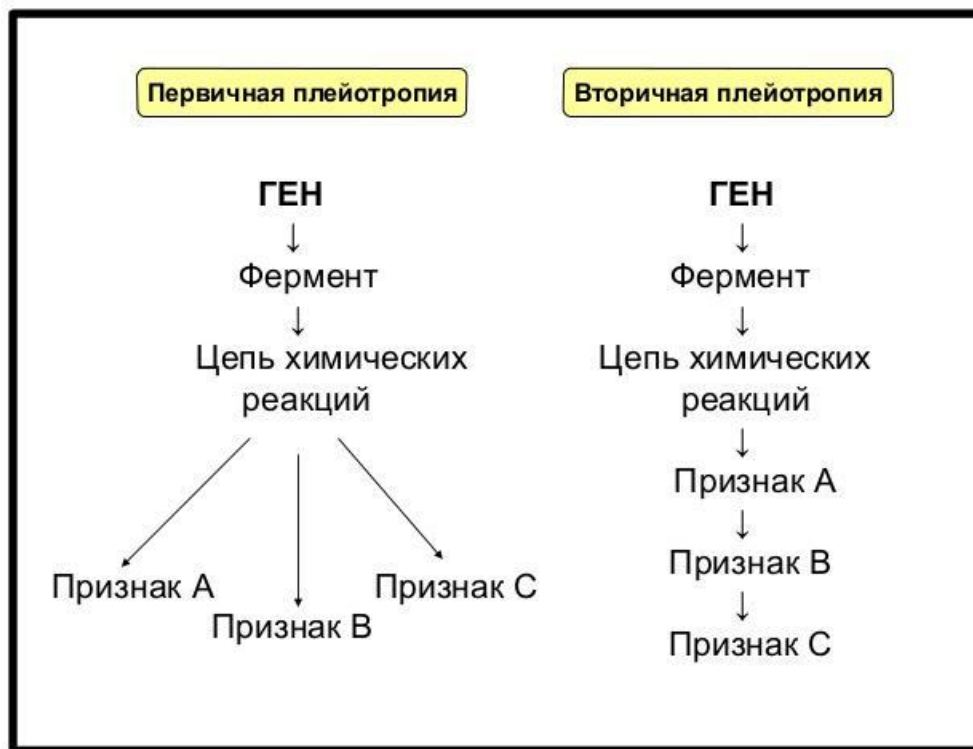 Первичная плейотропия
ГЕН
↓
Фермент
↓
Цепь химических
реакций
Признак А
Признак В
Признак С
Вторичная плейотропия
ГЕН
↓
Фермент
↓
Цепь химических
реакций
↓
Признак А
↓
Признак В
↓
Признак С